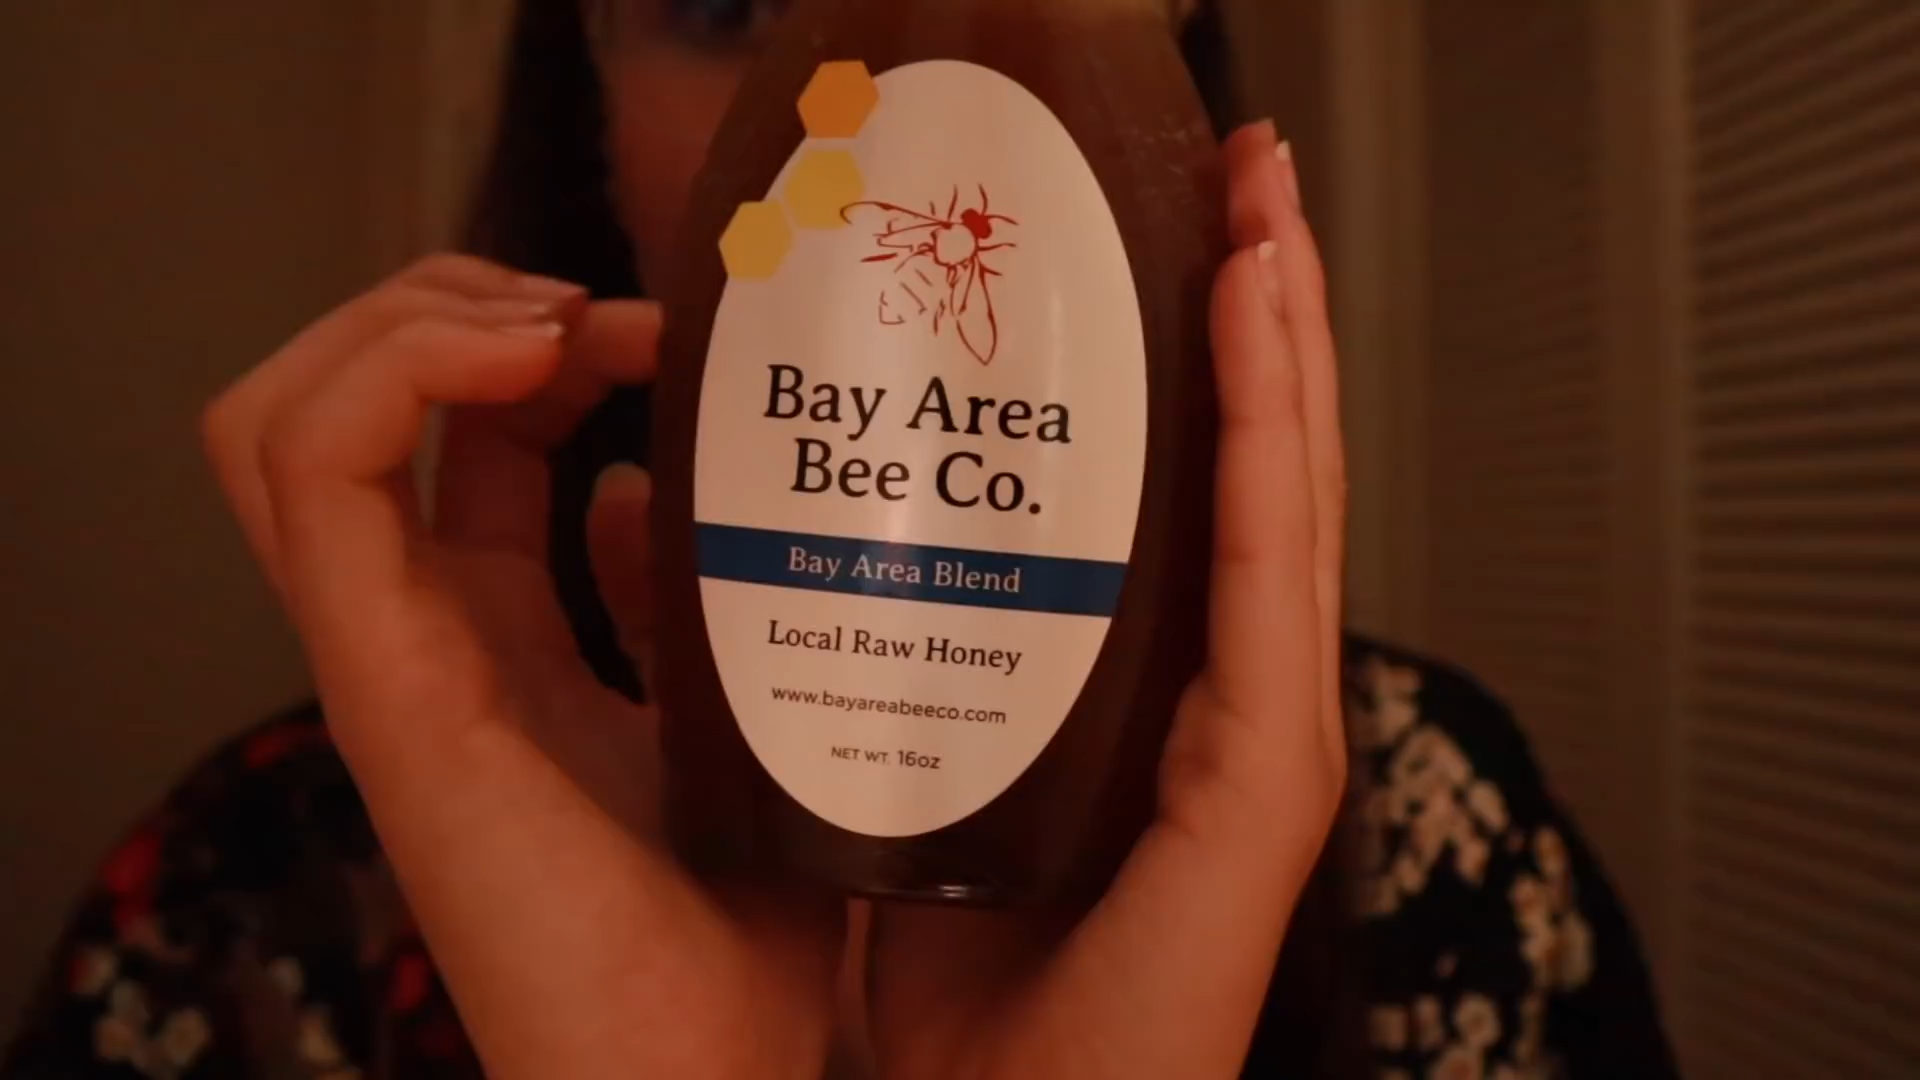 Bay Area
Bee Co.
Bay Area Blend
Local Raw Honey
www.bayareabeeco.com
NET WT. 16oz